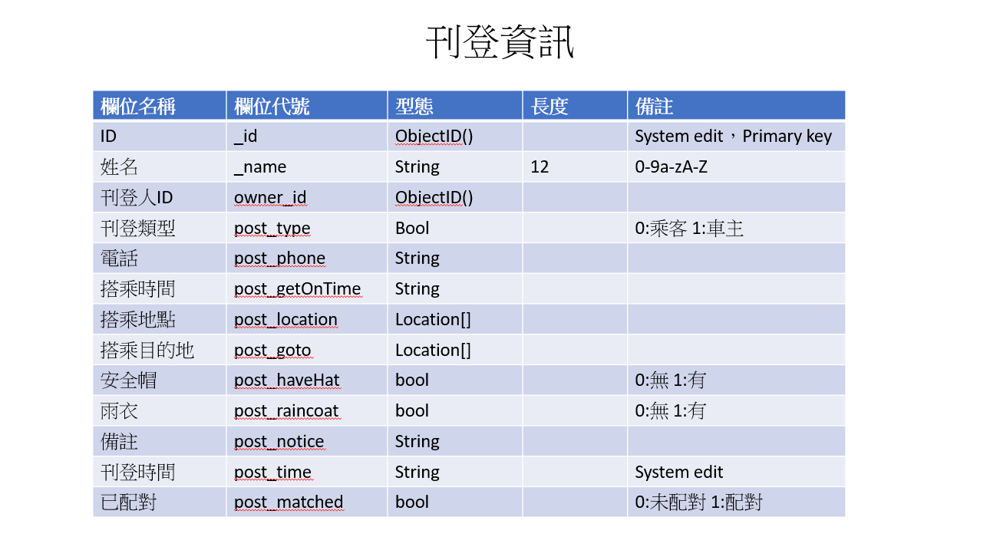 刊登資訊
欄位名稱 欄位代號 型態 長度 備註
ID _id ObjectID() System edit，Primary key
姓名 _name String 12 0-9a-zA-Z
刊登人ID owner_id ObjectID()
刊登類型 post_type Bool 0:乘客 1:車主
電話 post_phone String
搭乘時間 post_getOnTime String
搭乘地點 post_location Location[]
搭乘目的地 post_goto Location[]
安全帽 post_haveHat bool 0:無 1:有
雨衣 post_raincoat bool 0:無 1:有
備註 post_notice String
刊登時間 post_time String System edit
已配對 post_matched bool 0:未配對 1:配對